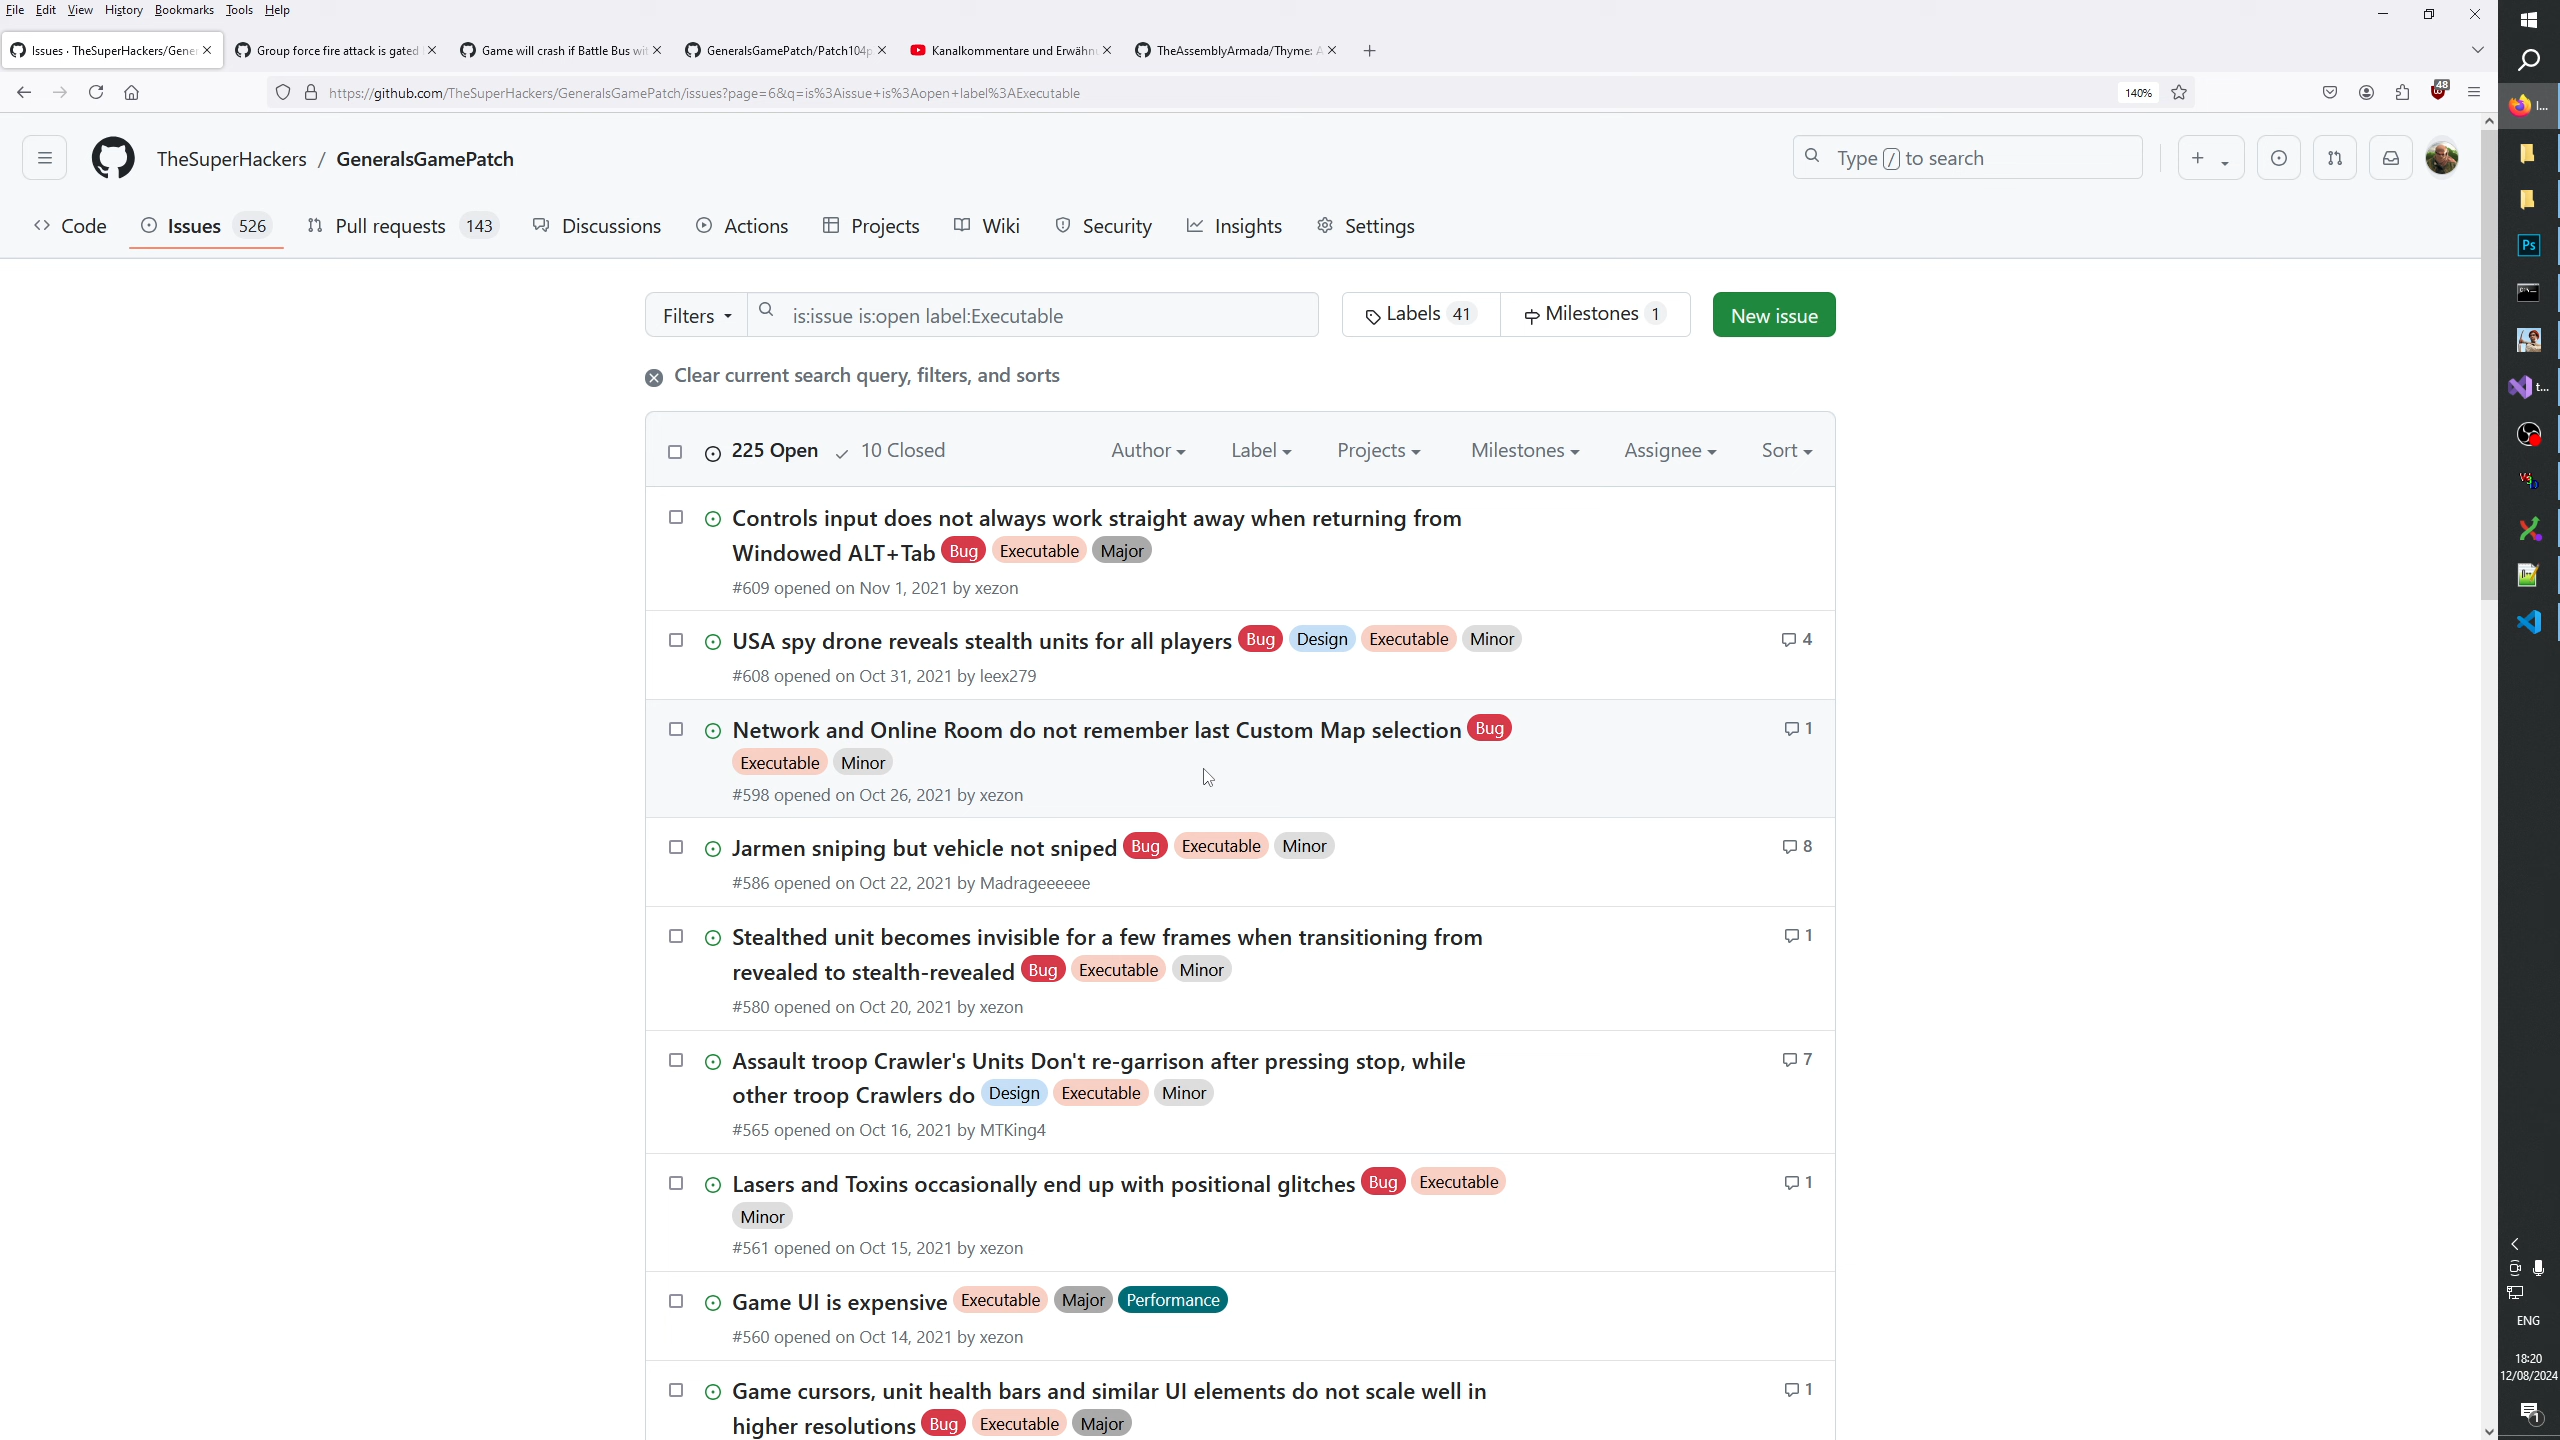 File Edit View History Bookmarks Tools Help
Issues · TheSuperHackers/Gener
Group force fire attack is gated
Game will crash if Battle Bus wit
GeneralsGamePatch/Patch104p
Kanalkommentare und Erwähn
TheAssemblyArmada/Thyme: A
https://github.com/TheSuperHackers/GeneralsGamePatch/issues?page=6&q=is%3Aissue+is%3Aopen+label%3AExecutable
140%
48
TheSuperHackers / GeneralsGamePatch
Type / to search
Code Issues 526 Pull requests 143 Discussions Actions Projects Wiki Security Insights Settings
Filters is:issue is:open label:Executable Labels 41 Milestones 1 New issue
Clear current search query, filters, and sorts
225 Open 10 Closed Author Label Projects Milestones Assignee Sort
Controls input does not always work straight away when returning from
Windowed ALT+Tab Bug Executable Major
#609 opened on Nov 1, 2021 by xezon
USA spy drone reveals stealth units for all players Bug Design Executable Minor 4
#608 opened on Oct 31, 2021 by leex279
Network and Online Room do not remember last Custom Map selection Bug 1
Executable Minor
#598 opened on Oct 26, 2021 by xezon
Jarmen sniping but vehicle not sniped Bug Executable Minor 8
#586 opened on Oct 22, 2021 by Madrageeeeee
Stealthed unit becomes invisible for a few frames when transitioning from 1
revealed to stealth-revealed Bug Executable Minor
#580 opened on Oct 20, 2021 by xezon
Assault troop Crawler's Units Don't re-garrison after pressing stop, while 7
other troop Crawlers do Design Executable Minor
#565 opened on Oct 16, 2021 by MTKing4
Lasers and Toxins occasionally end up with positional glitches Bug Executable 1
Minor
#561 opened on Oct 15, 2021 by xezon
Game UI is expensive Executable Major Performance
#560 opened on Oct 14, 2021 by xezon
Game cursors, unit health bars and similar UI elements do not scale well in 1
higher resolutions Bug Executable Major
I...
Ps
t...
ENG
18:20
12/08/2024
1